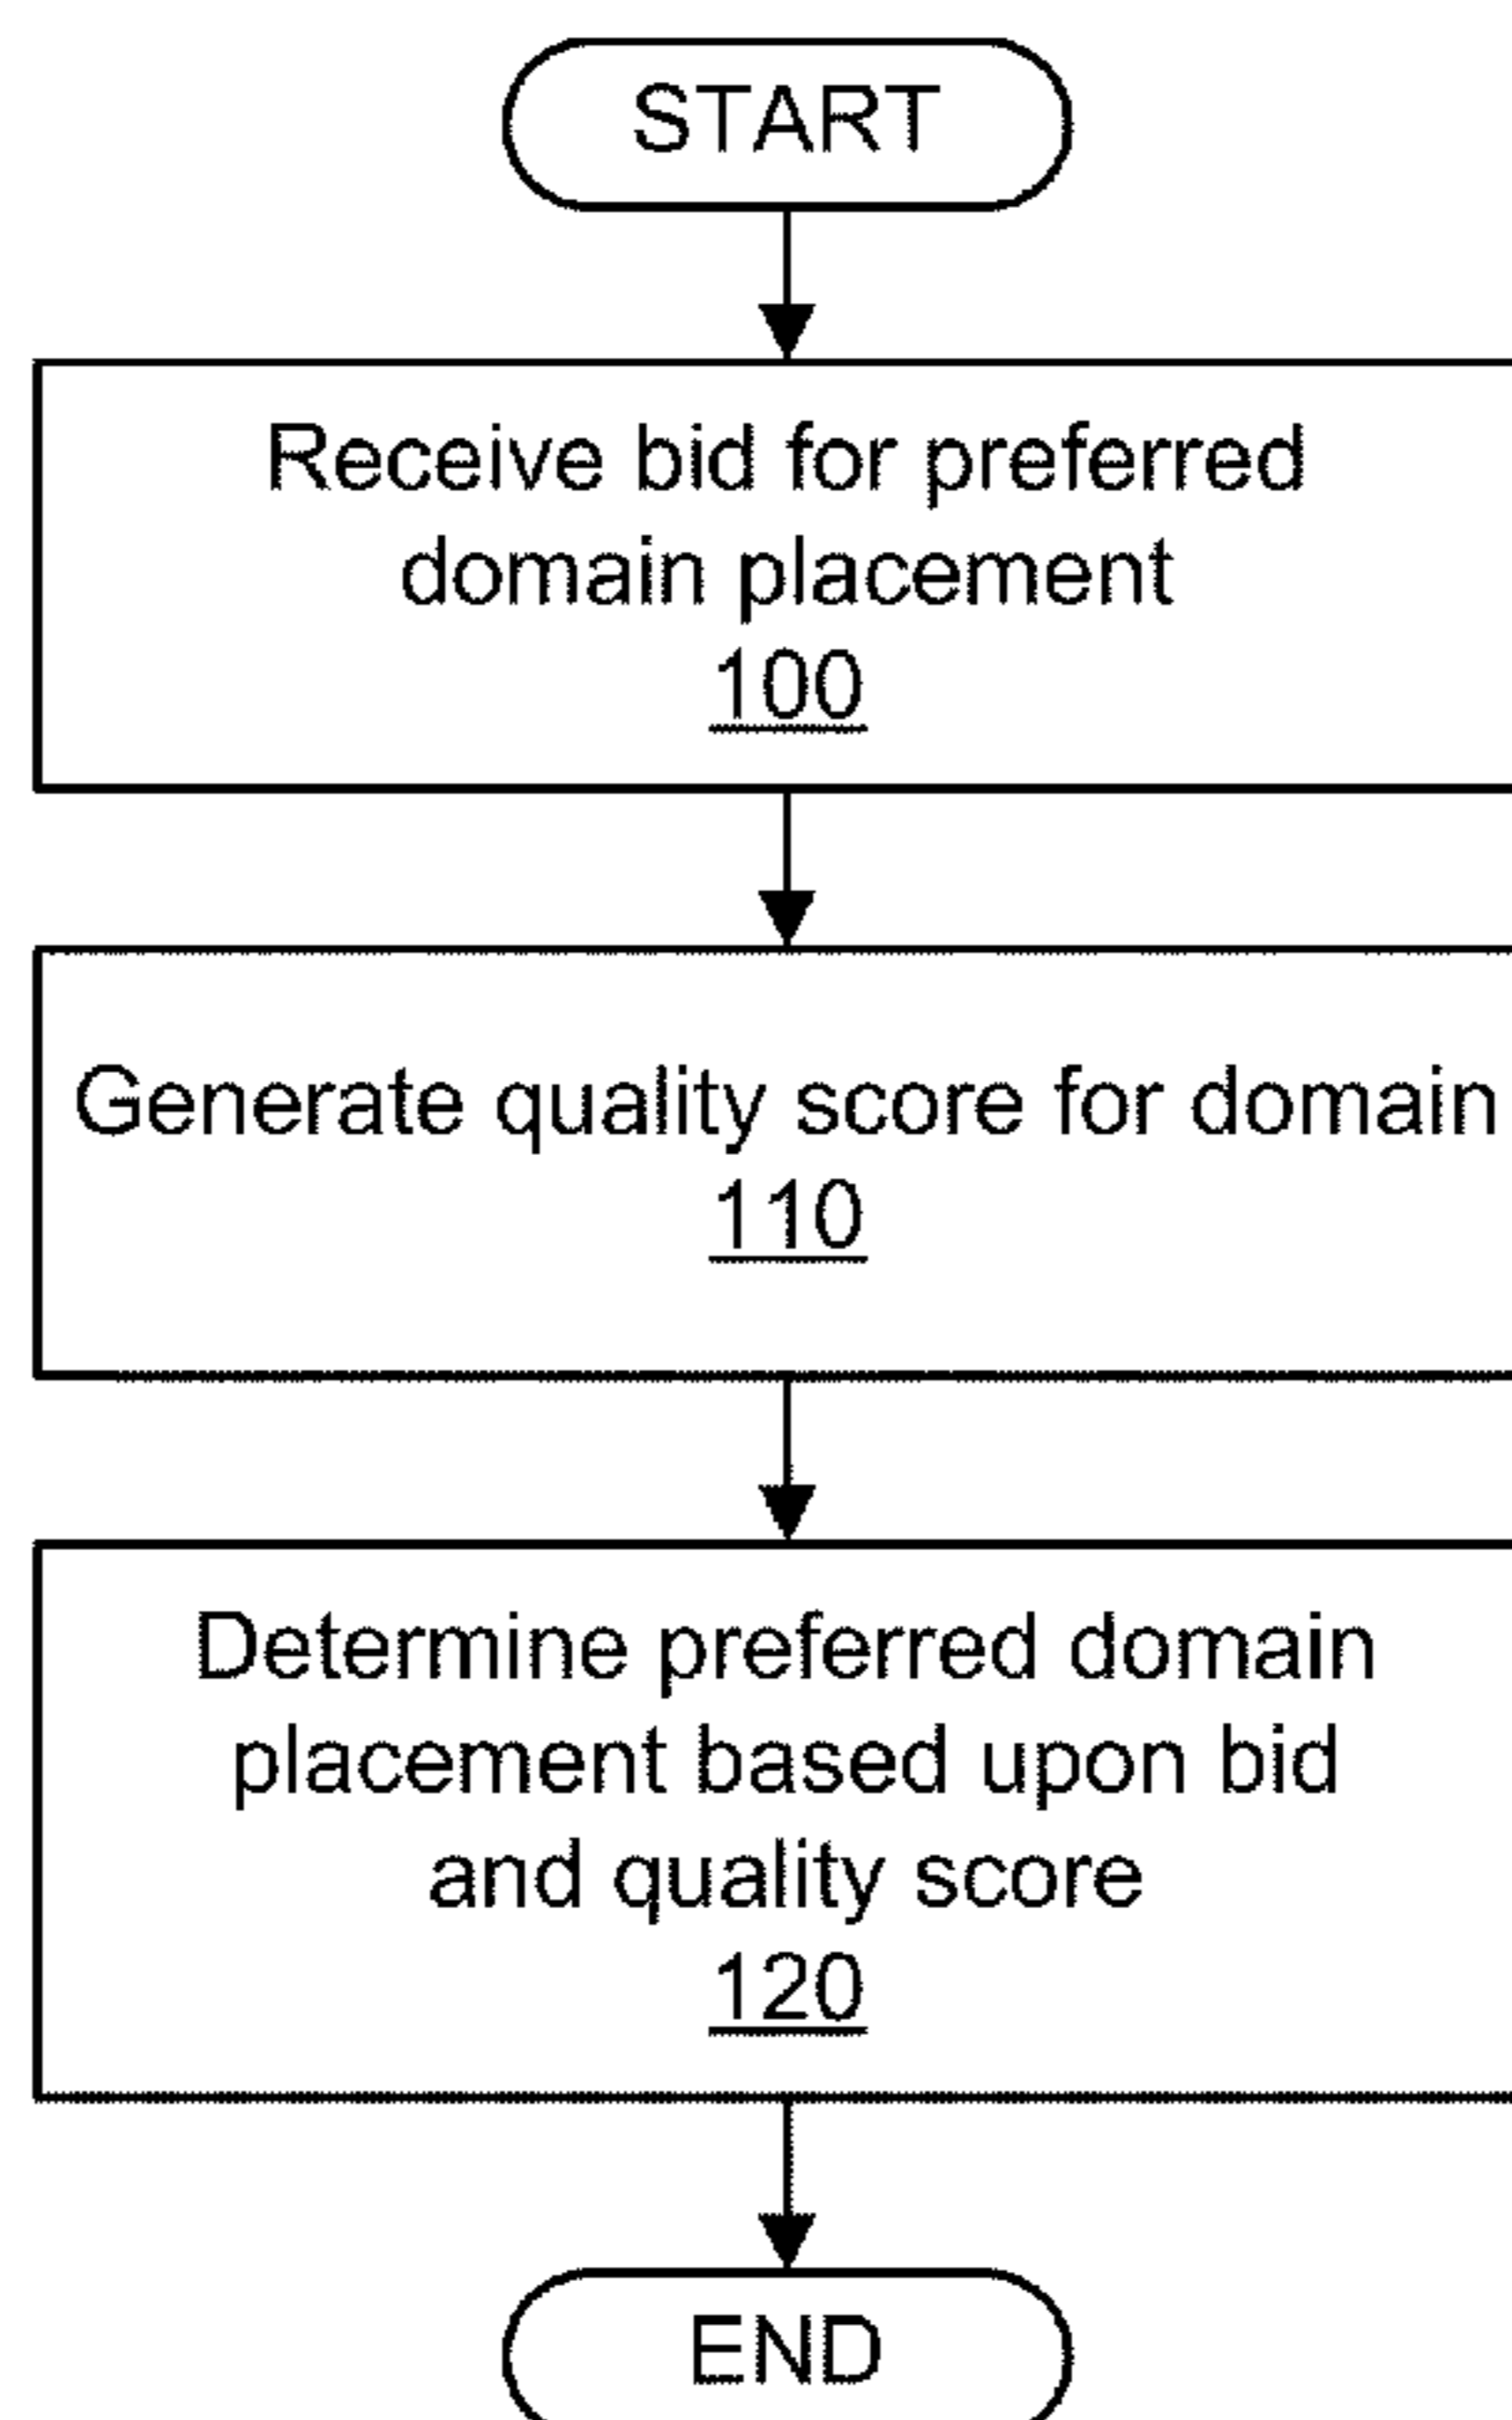 START
Receive bid for preferred
domain placement
100
Generate quality score for domain
110
Determine preferred domain
placement based upon bid
and quality score
120
END